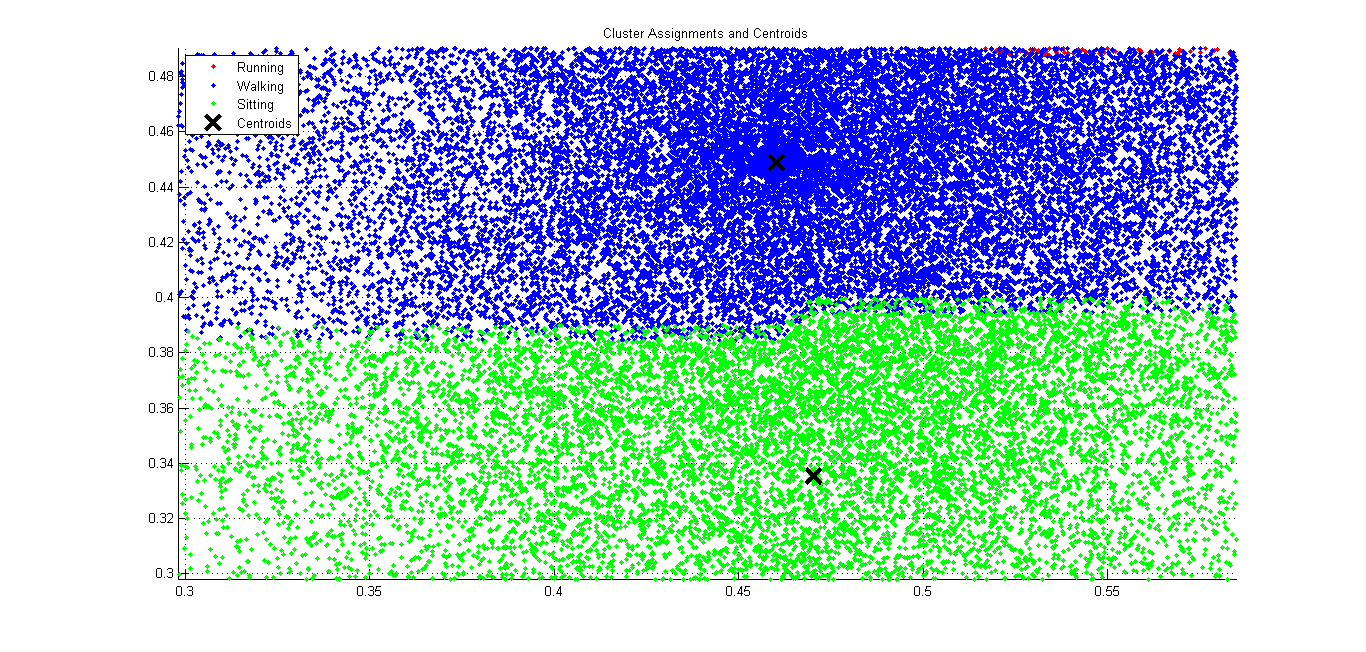 Cluster Assignments and Centroids
Running
Walking
Sitting
Centroids
0.48
0.46
0.44
0.42
0.4
0.38
0.36
0.34
0.32
0.3
0.3 0.35 0.4 0.45 0.5 0.55